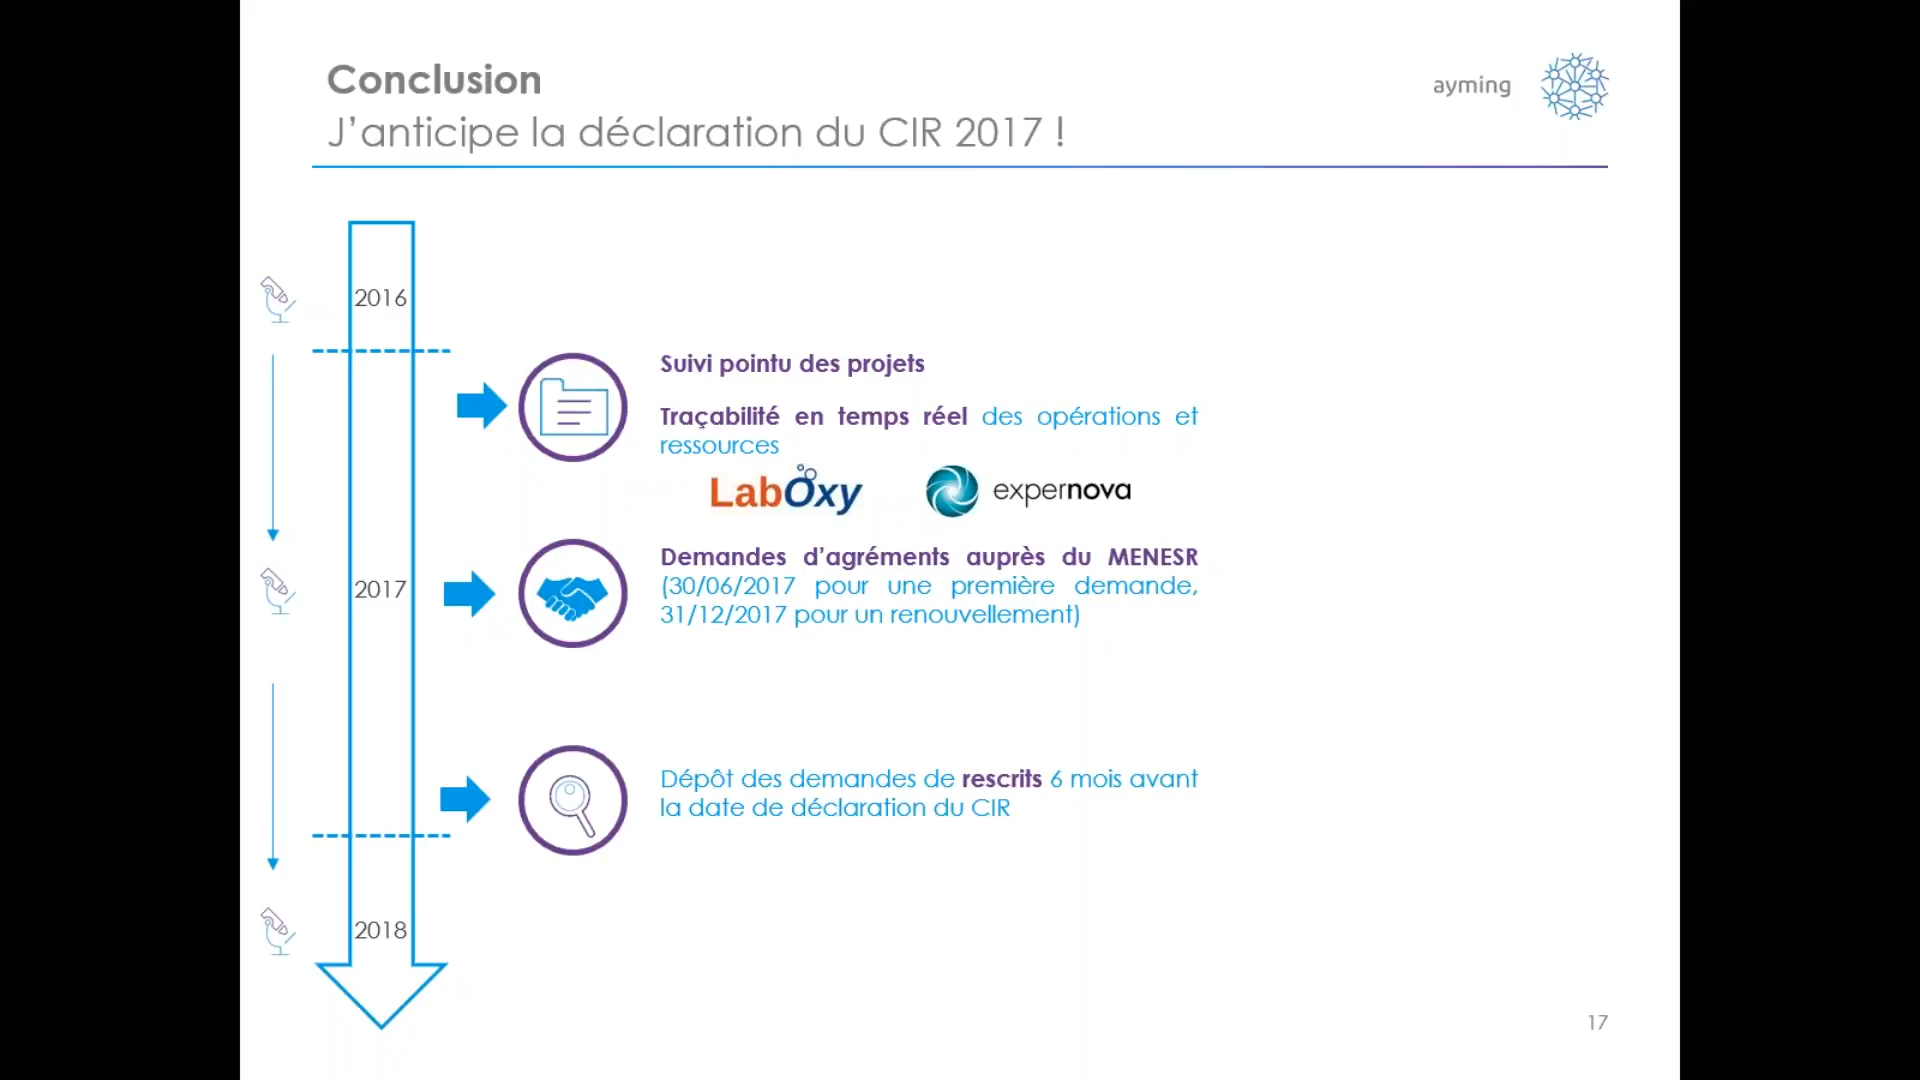 Conclusion
J’anticipe la déclaration du CIR 2017 !
ayming
2016
Suivi pointu des projets
Traçabilité en temps réel des opérations et
ressources
LabOxy
expernova
2017
Demandes d’agréments auprès du MENESR
(30/06/2017 pour une première demande,
31/12/2017 pour un renouvellement)
Dépôt des demandes de rescrits 6 mois avant
la date de déclaration du CIR
2018
17